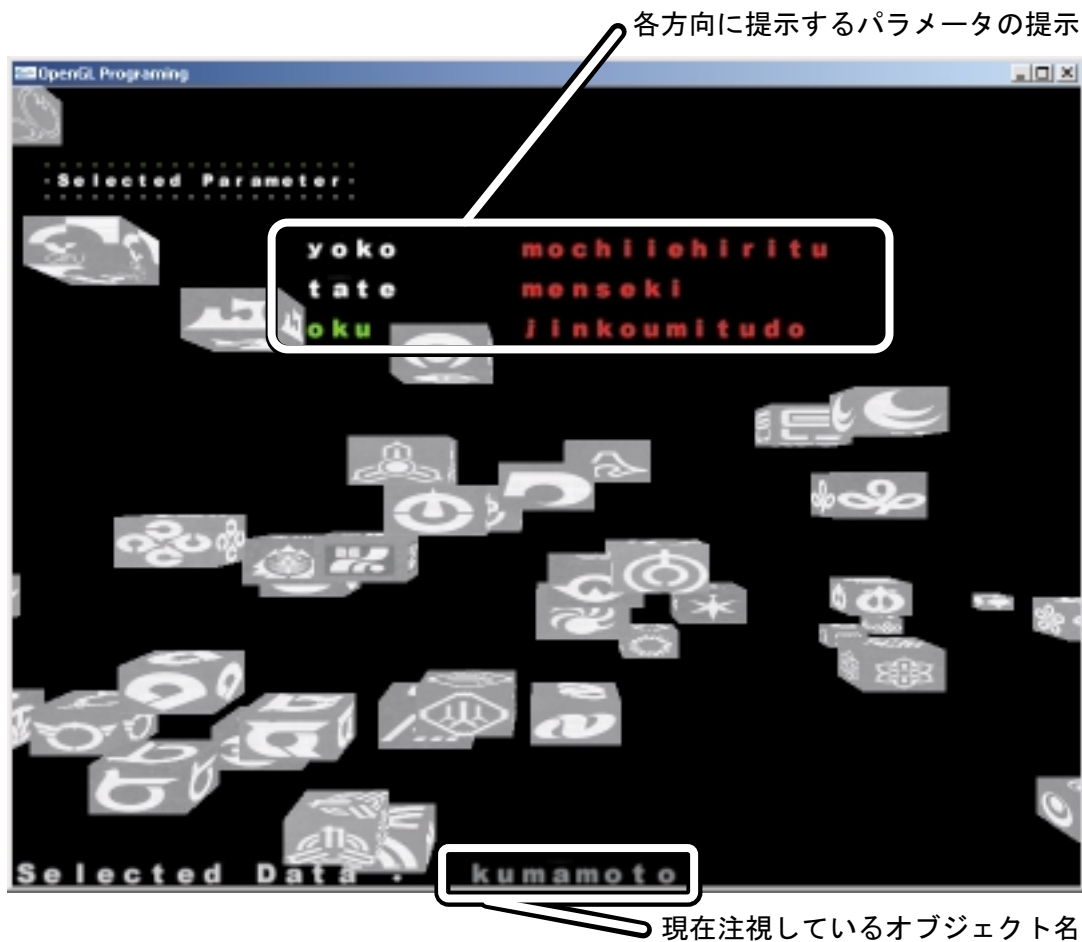 各方向に提示するパラメータの提示
OpenGL Programing
Selected Parameter
yoko mochiiehiritu
tate menseki
oku jinkoumitudo
Selected Data : kumamoto
現在注視しているオブジェクト名